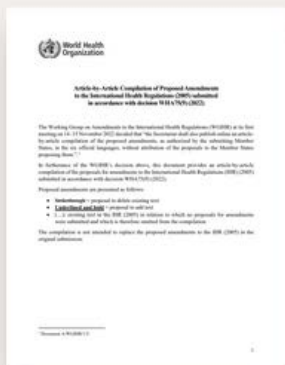 World Health
Organization
Article-by-Article Compilation of Proposed Amendments
to the International Health Regulations (2005) submitted
in accordance with decision WHA75(9) (2022)
The Working Group on Amendments to the International Health Regulations (WGIHR) at its first
meeting on 14–15 November 2022 decided that "the Secretariat shall also publish online an article-
by-article compilation of the proposed amendments, as authorized by the submitting Member
States, in the six official languages, without attribution of the proposals to the Member States
proposing them".¹
In furtherance of the WGIHR's decision above, this document provides an article-by-article
compilation of the proposals for amendments to the International Health Regulations (IHR) (2005)
submitted in accordance with decision WHA75(9) (2022).
Proposed amendments are presented as follows:
• Strikethrough = proposal to delete existing text
• Underlined and bold = proposal to add text
• (…): existing text in the IHR (2005) in relation to which no proposals for amendments
were submitted and which is therefore omitted from the compilation
The compilation is not intended to replace the proposed amendments to the IHR (2005) in the
original submissions.